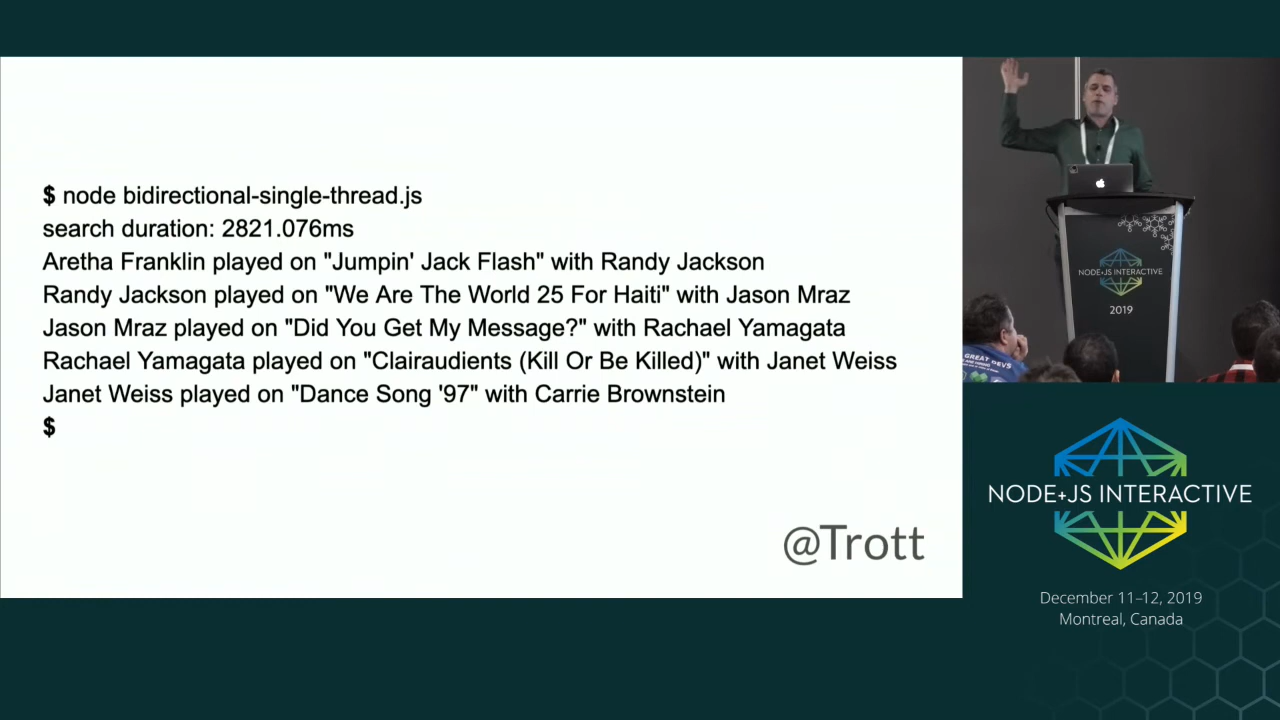 $ node bidirectional-single-thread.js
search duration: 2821.076ms
Aretha Franklin played on "Jumpin' Jack Flash" with Randy Jackson
Randy Jackson played on "We Are The World 25 For Haiti" with Jason Mraz
Jason Mraz played on "Did You Get My Message?" with Rachael Yamagata
Rachael Yamagata played on "Clairaudients (Kill Or Be Killed)" with Janet Weiss
Janet Weiss played on "Dance Song '97" with Carrie Brownstein
$
@Trott
NODE+JS INTERACTIVE
2019
GREAT DEVS
NODE+JS INTERACTIVE
December 11–12, 2019
Montreal, Canada